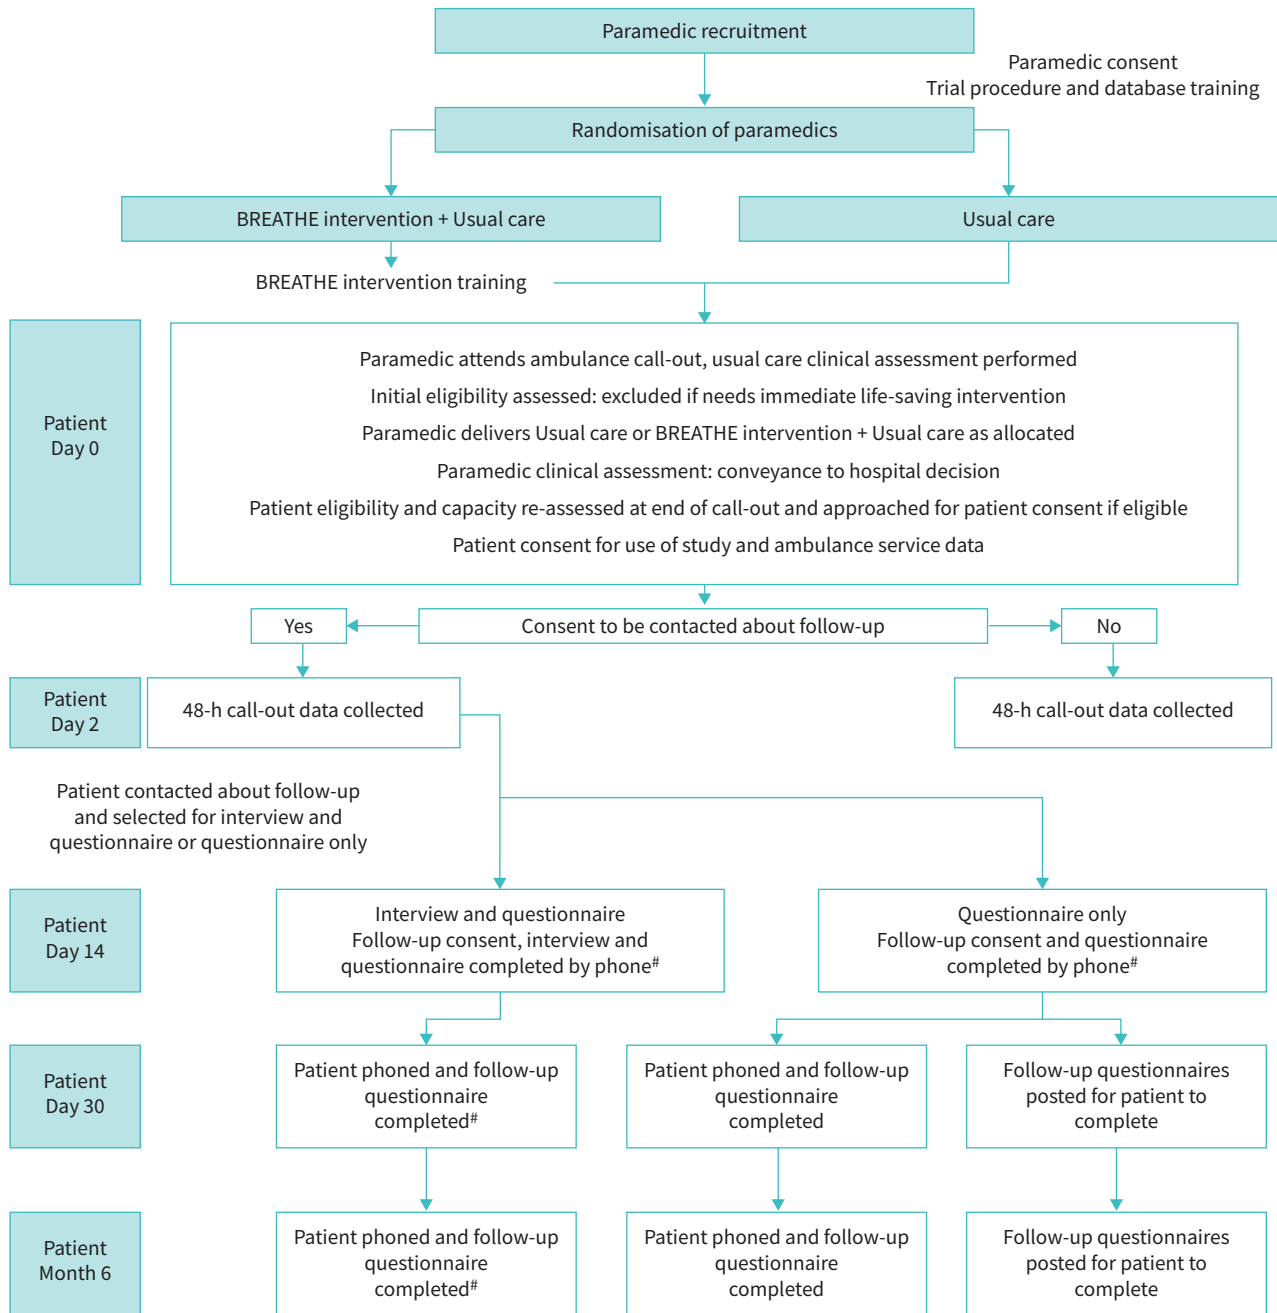 Paramedic recruitment
Paramedic consent
Trial procedure and database training
Randomisation of paramedics
BREATHE intervention + Usual care
Usual care
BREATHE intervention training
Patient
Day 0
Paramedic attends ambulance call-out, usual care clinical assessment performed
Initial eligibility assessed: excluded if needs immediate life-saving intervention
Paramedic delivers Usual care or BREATHE intervention + Usual care as allocated
Paramedic clinical assessment: conveyance to hospital decision
Patient eligibility and capacity re-assessed at end of call-out and approached for patient consent if eligible
Patient consent for use of study and ambulance service data
Yes
Consent to be contacted about follow-up
No
Patient
Day 2
48-h call-out data collected
48-h call-out data collected
Patient contacted about follow-up
and selected for interview and
questionnaire or questionnaire only
Patient
Day 14
Interview and questionnaire
Follow-up consent, interview and
questionnaire completed by phone#
Questionnaire only
Follow-up consent and questionnaire
completed by phone#
Patient
Day 30
Patient phoned and follow-up
questionnaire
completed#
Patient phoned and follow-up
questionnaire
completed
Follow-up questionnaires
posted for patient to
complete
Patient
Month 6
Patient phoned and follow-up
questionnaire
completed#
Patient phoned and follow-up
questionnaire
completed
Follow-up questionnaires
posted for patient to
complete